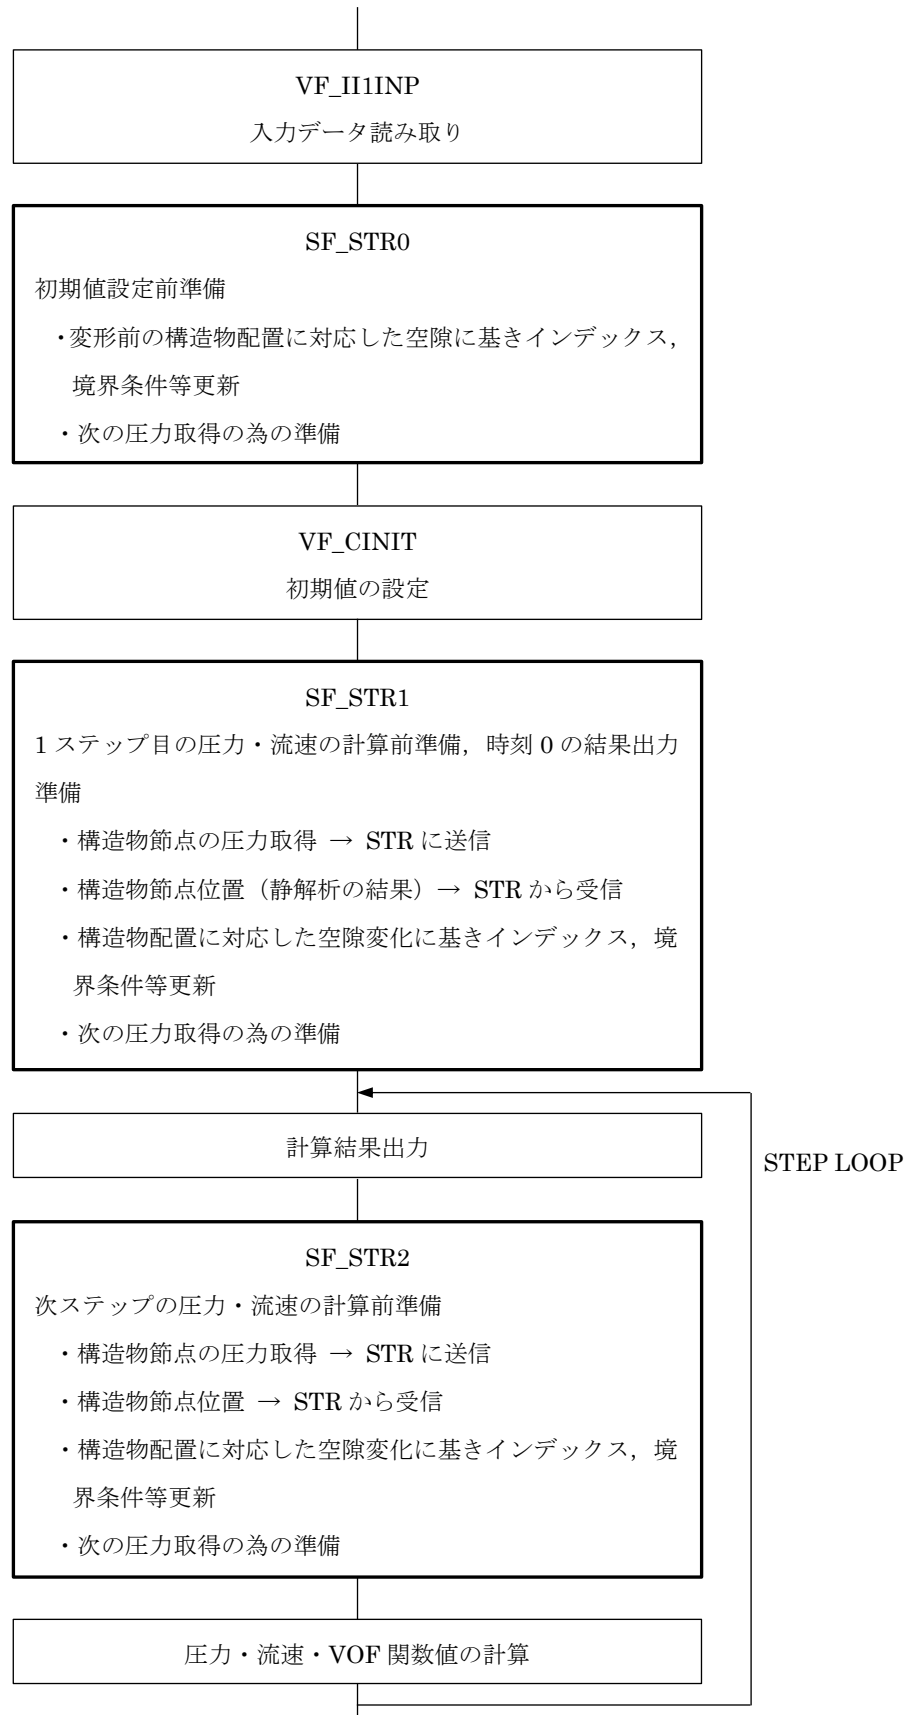 VF_II1INP
入力データ読み取り
SF_STR0
初期値設定前準備
・変形前の構造物配置に対応した空隙に基きインデックス，
境界条件等更新
・次の圧力取得の為の準備
VF_CINIT
初期値の設定
SF_STR1
1 ステップ目の圧力・流速の計算前準備，時刻 0 の結果出力
準備
・構造物節点の圧力取得 → STR に送信
・構造物節点位置（静解析の結果）→ STR から受信
・構造物配置に対応した空隙変化に基きインデックス，境
界条件等更新
・次の圧力取得の為の準備
計算結果出力
STEP LOOP
SF_STR2
次ステップの圧力・流速の計算前準備
・構造物節点の圧力取得 → STR に送信
・構造物節点位置 → STR から受信
・構造物配置に対応した空隙変化に基きインデックス，境
界条件等更新
・次の圧力取得の為の準備
圧力・流速・VOF 関数値の計算